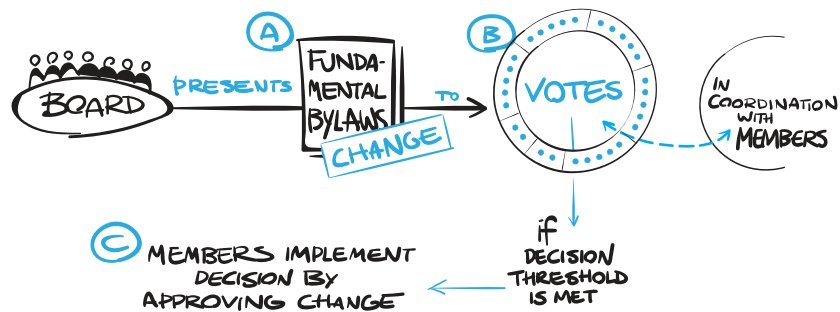 A
B
BOARD
PRESENTS
FUNDA-
MENTAL
BYLAWS
CHANGE
TO
VOTES
IN
COORDINATION
WITH
MEMBERS
if
DECISION
THRESHOLD
IS MET
C
MEMBERS IMPLEMENT
DECISION BY
APPROVING CHANGE